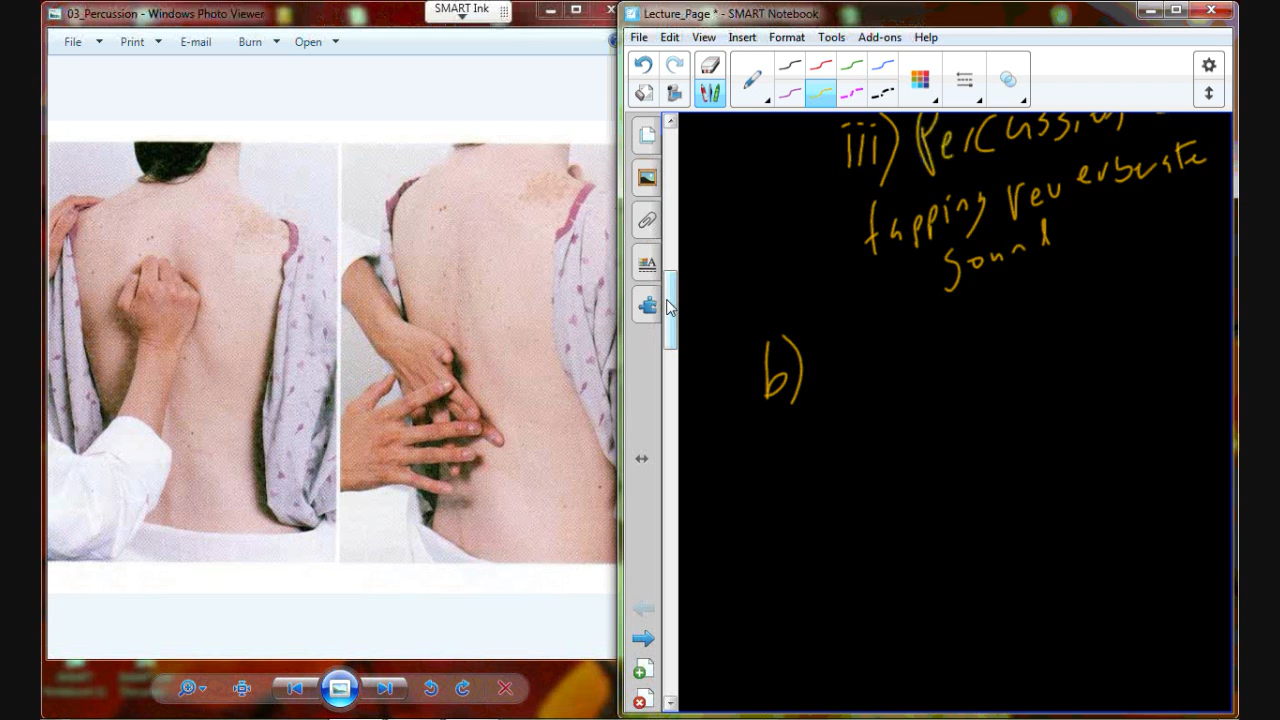 03_Percussion - Windows Photo Viewer
SMART Ink
File Print E-mail Burn Open
Lecture_Page * - SMART Notebook
File Edit View Insert Format Tools Add-ons Help
iii) Percussion
tapping reverberate
sound
b)